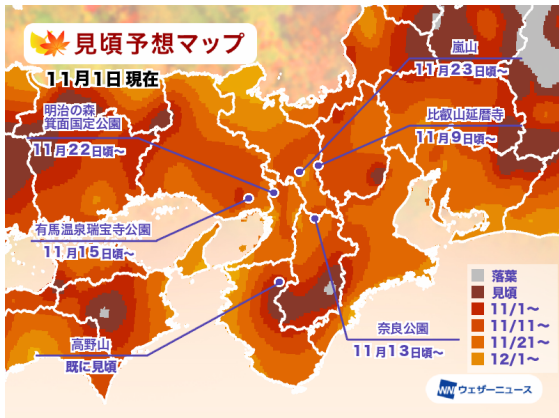 見頃予想マップ
11月1日 現在
嵐山
11月23日頃〜
明治の森
箕面国定公園
11月22日頃〜
比叡山延暦寺
11月9日頃〜
有馬温泉瑞宝寺公園
11月15日頃〜
高野山
既に見頃
奈良公園
11月13日頃〜
落葉
見頃
11/1〜
11/11〜
11/21〜
12/1〜
WN ウェザーニュース